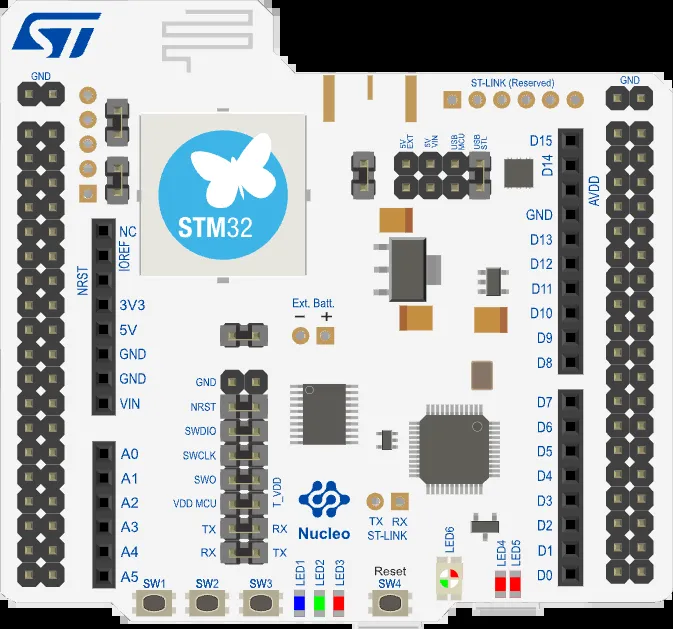 ST
GND
ST-LINK (Reserved)
GND
5V EXT
5V VIN
USB MCU
USB STL
D15
D14
AVDD
STM32
GND
NC
IOREF
NRST
D13
D12
D11
3V3
Ext. Batt.
- +
D10
5V
D9
GND
D8
GND
GND
VIN
NRST
D7
SWDIO
D6
A0
SWCLK
D5
A1
SWO
D4
A2
VDD MCU
T_VDD
D3
A3
TX
RX
Nucleo
TX RX
ST-LINK
D2
A4
RX
TX
LED6
D1
A5
Reset
D0
SW1
SW2
SW3
LED1
LED2
LED3
SW4
LED4
LED5